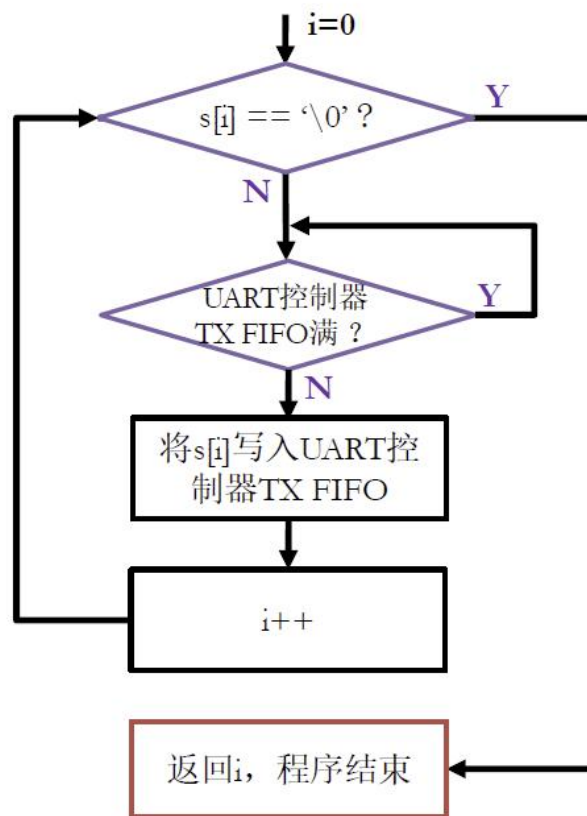 i=0
s[i] == ‘\0’？
Y
N
UART控制器
TX FIFO满？
Y
N
将s[i]写入UART控
制器TX FIFO
i++
返回i，程序结束